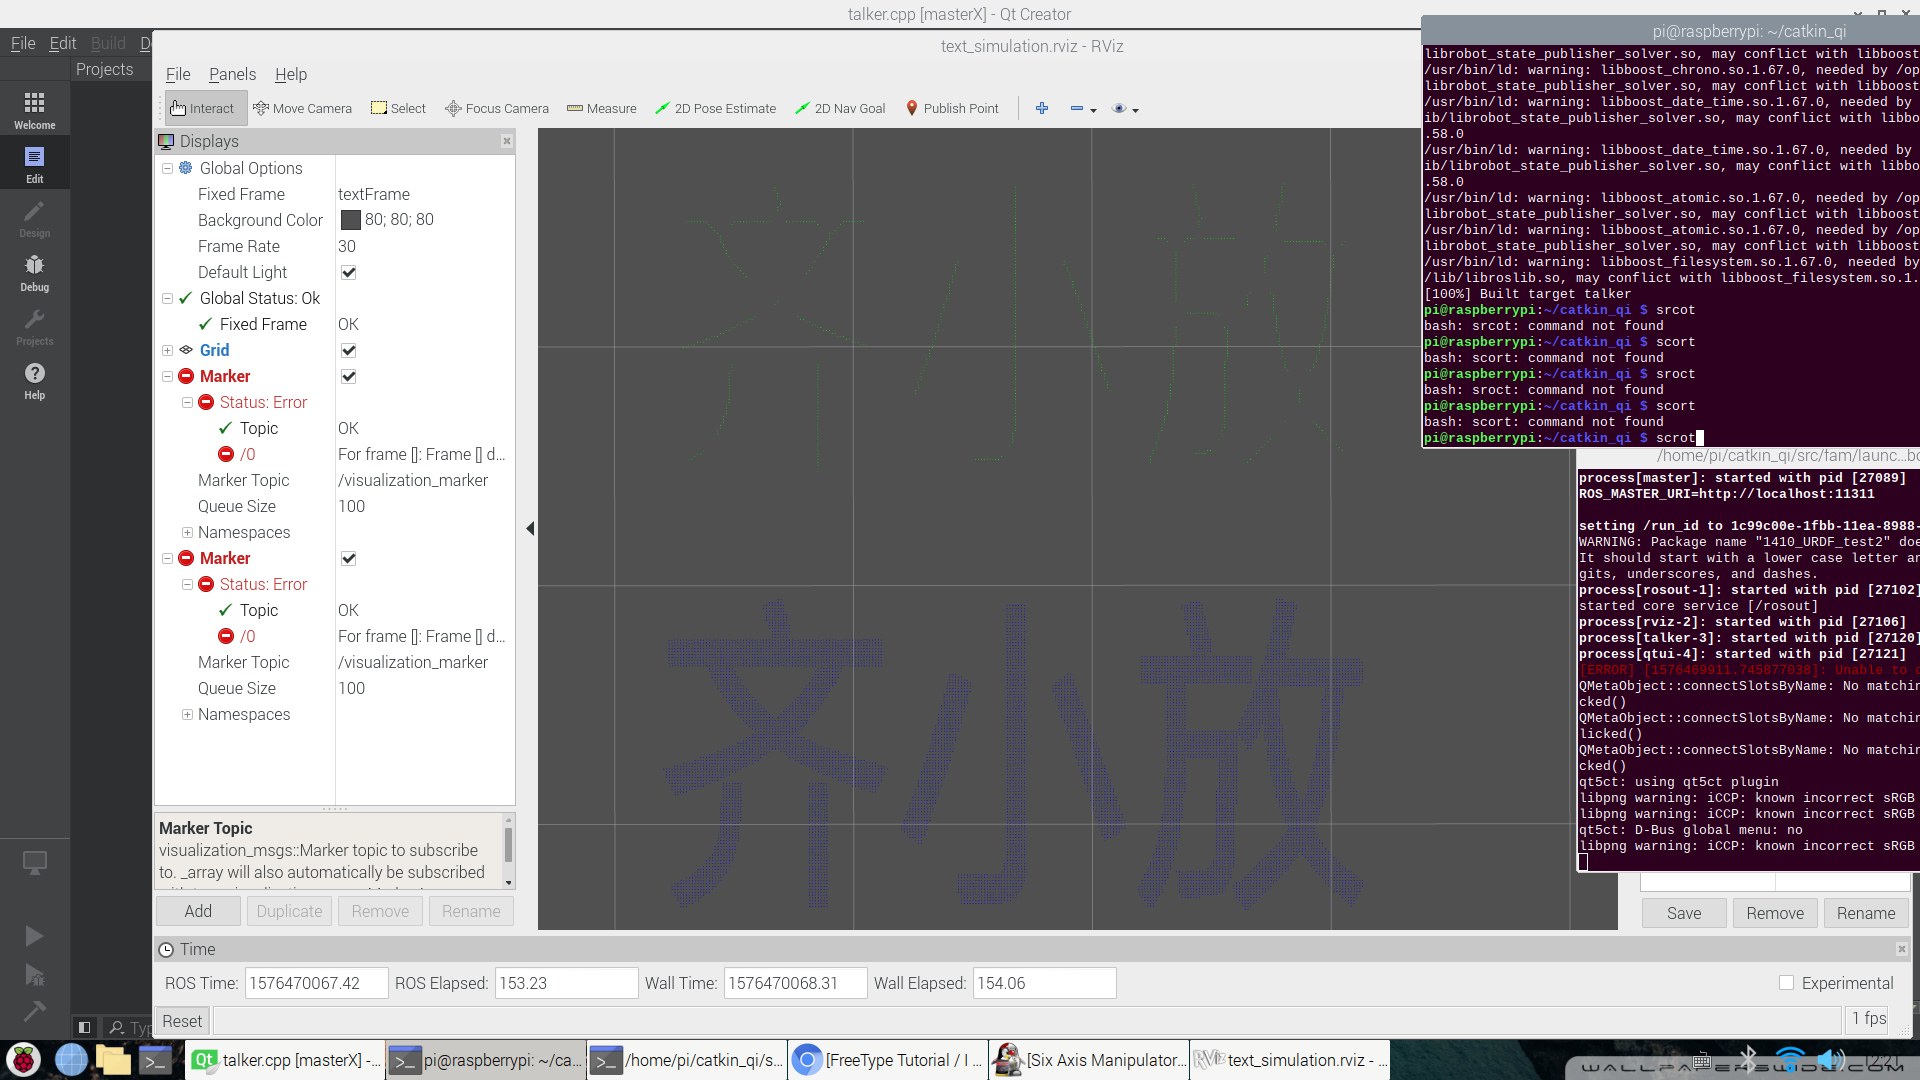 talker.cpp [masterX] - Qt Creator
File Edit Build
Projects
Welcome
Edit
Design
Debug
Projects
Help
text_simulation.rviz - RViz
File Panels Help
Interact Move Camera Select Focus Camera Measure 2D Pose Estimate 2D Nav Goal Publish Point
Displays
Global Options
Fixed Frame textFrame
Background Color 80; 80; 80
Frame Rate 30
Default Light
Global Status: Ok
Fixed Frame OK
Grid
Marker
Status: Error
Topic OK
/0 For frame []: Frame [] d...
Marker Topic /visualization_marker
Queue Size 100
Namespaces
Marker
Status: Error
Topic OK
/0 For frame []: Frame [] d...
Marker Topic /visualization_marker
Queue Size 100
Namespaces
Marker Topic
visualization_msgs::Marker topic to subscribe
to. _array will also automatically be subscribed
Add Duplicate Remove Rename
齐小放
齐小放
pi@raspberrypi: ~/catkin_qi
librobot_state_publisher_solver.so, may conflict with libboost
/usr/bin/ld: warning: libboost_chrono.so.1.67.0, needed by /op
librobot_state_publisher_solver.so, may conflict with libboost
/usr/bin/ld: warning: libboost_date_time.so.1.67.0, needed by
ib/librobot_state_publisher_solver.so, may conflict with libbo
.58.0
/usr/bin/ld: warning: libboost_date_time.so.1.67.0, needed by
ib/librobot_state_publisher_solver.so, may conflict with libbo
.58.0
/usr/bin/ld: warning: libboost_atomic.so.1.67.0, needed by /op
librobot_state_publisher_solver.so, may conflict with libboost
/usr/bin/ld: warning: libboost_atomic.so.1.67.0, needed by /op
librobot_state_publisher_solver.so, may conflict with libboost
/usr/bin/ld: warning: libboost_filesystem.so.1.67.0, needed by
/lib/libroslib.so, may conflict with libboost_filesystem.so.1.
[100%] Built target talker
pi@raspberrypi:~/catkin_qi $ srcot
bash: srcot: command not found
pi@raspberrypi:~/catkin_qi $ scort
bash: scort: command not found
pi@raspberrypi:~/catkin_qi $ sroct
bash: sroct: command not found
pi@raspberrypi:~/catkin_qi $ scort
bash: scort: command not found
pi@raspberrypi:~/catkin_qi $ scrot
/home/pi/catkin_qi/src/fam/launc...bo
process[master]: started with pid [27089]
ROS_MASTER_URI=http://localhost:11311
setting /run_id to 1c99c00e-1fbb-11ea-8988-
WARNING: Package name "1410_URDF_test2" doe
It should start with a lower case letter an
gits, underscores, and dashes.
process[rosout-1]: started with pid [27102]
started core service [/rosout]
process[rviz-2]: started with pid [27106]
process[talker-3]: started with pid [27120]
process[qtui-4]: started with pid [27121]
[ERROR] [1576469911.745877038]: Unable to
QMetaObject::connectSlotsByName: No matchin
cked()
QMetaObject::connectSlotsByName: No matchin
licked()
QMetaObject::connectSlotsByName: No matchin
cked()
qt5ct: using qt5ct plugin
libpng warning: iCCP: known incorrect sRGB
libpng warning: iCCP: known incorrect sRGB
qt5ct: D-Bus global menu: no
libpng warning: iCCP: known incorrect sRGB
Save Remove Rename
Time
ROS Time: 1576470067.42 ROS Elapsed: 153.23 Wall Time: 1576470068.31 Wall Elapsed: 154.06 Experimental
Reset 1 fps
talker.cpp [masterX] -... pi@raspberrypi: ~/ca... /home/pi/catkin_qi/s... [FreeType Tutorial / I ... [Six Axis Manipulator... text_simulation.rviz - ... 12:21
WALLPAPERSWIDE.COM